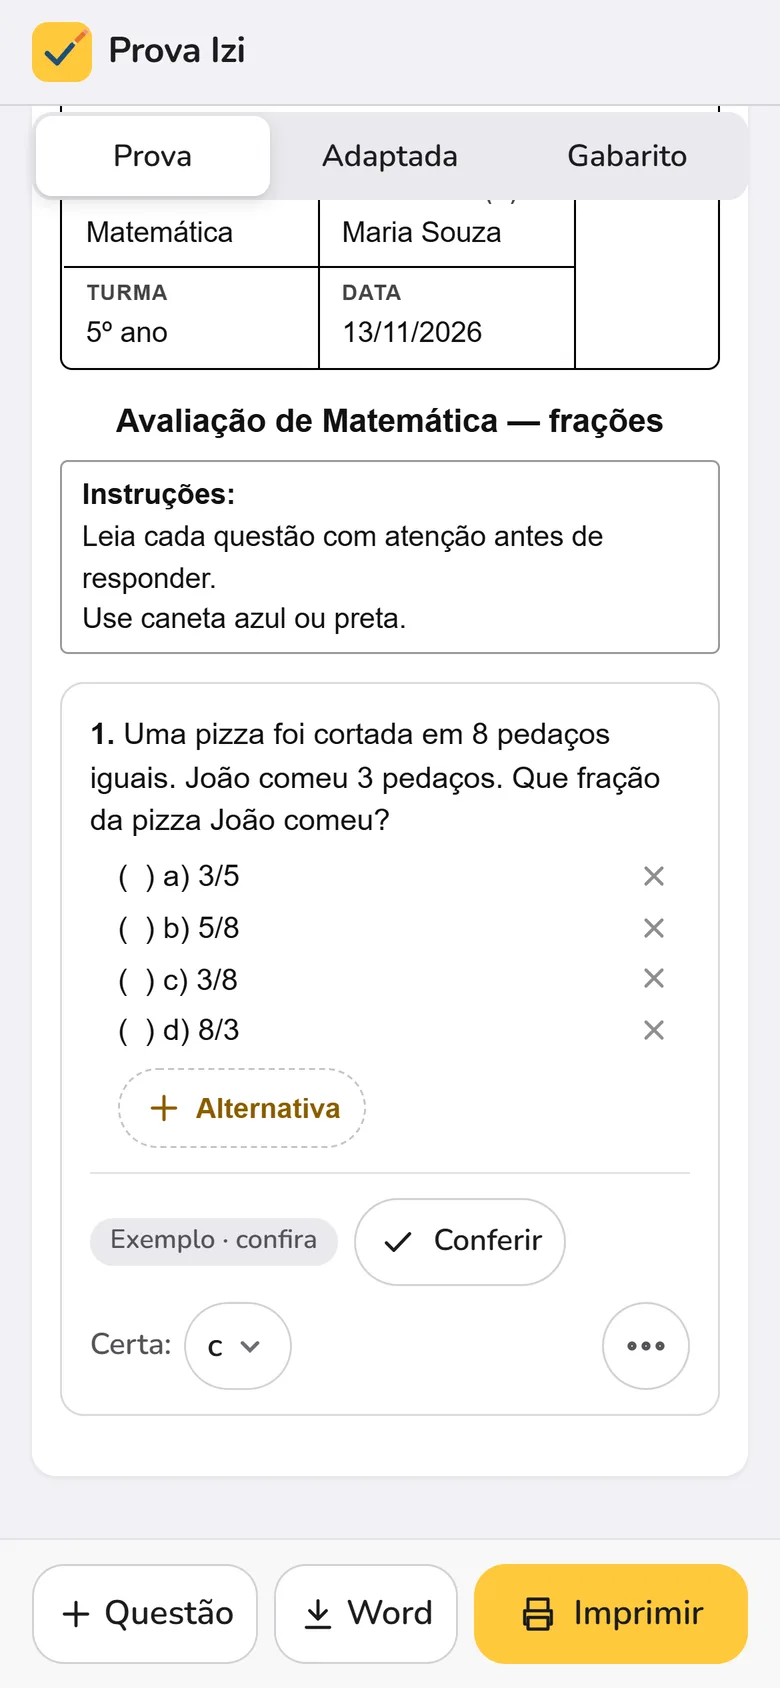 Prova Izi
Prova
Adaptada
Gabarito
Matemática
Maria Souza
TURMA
DATA
5º ano
13/11/2026
Avaliação de Matemática — frações
Instruções:
Leia cada questão com atenção antes de
responder.
Use caneta azul ou preta.
1. Uma pizza foi cortada em 8 pedaços
iguais. João comeu 3 pedaços. Que fração
da pizza João comeu?
( ) a) 3/5
( ) b) 5/8
( ) c) 3/8
( ) d) 8/3
+ Alternativa
Exemplo · confira
Conferir
Certa:
c
+ Questão
Word
Imprimir